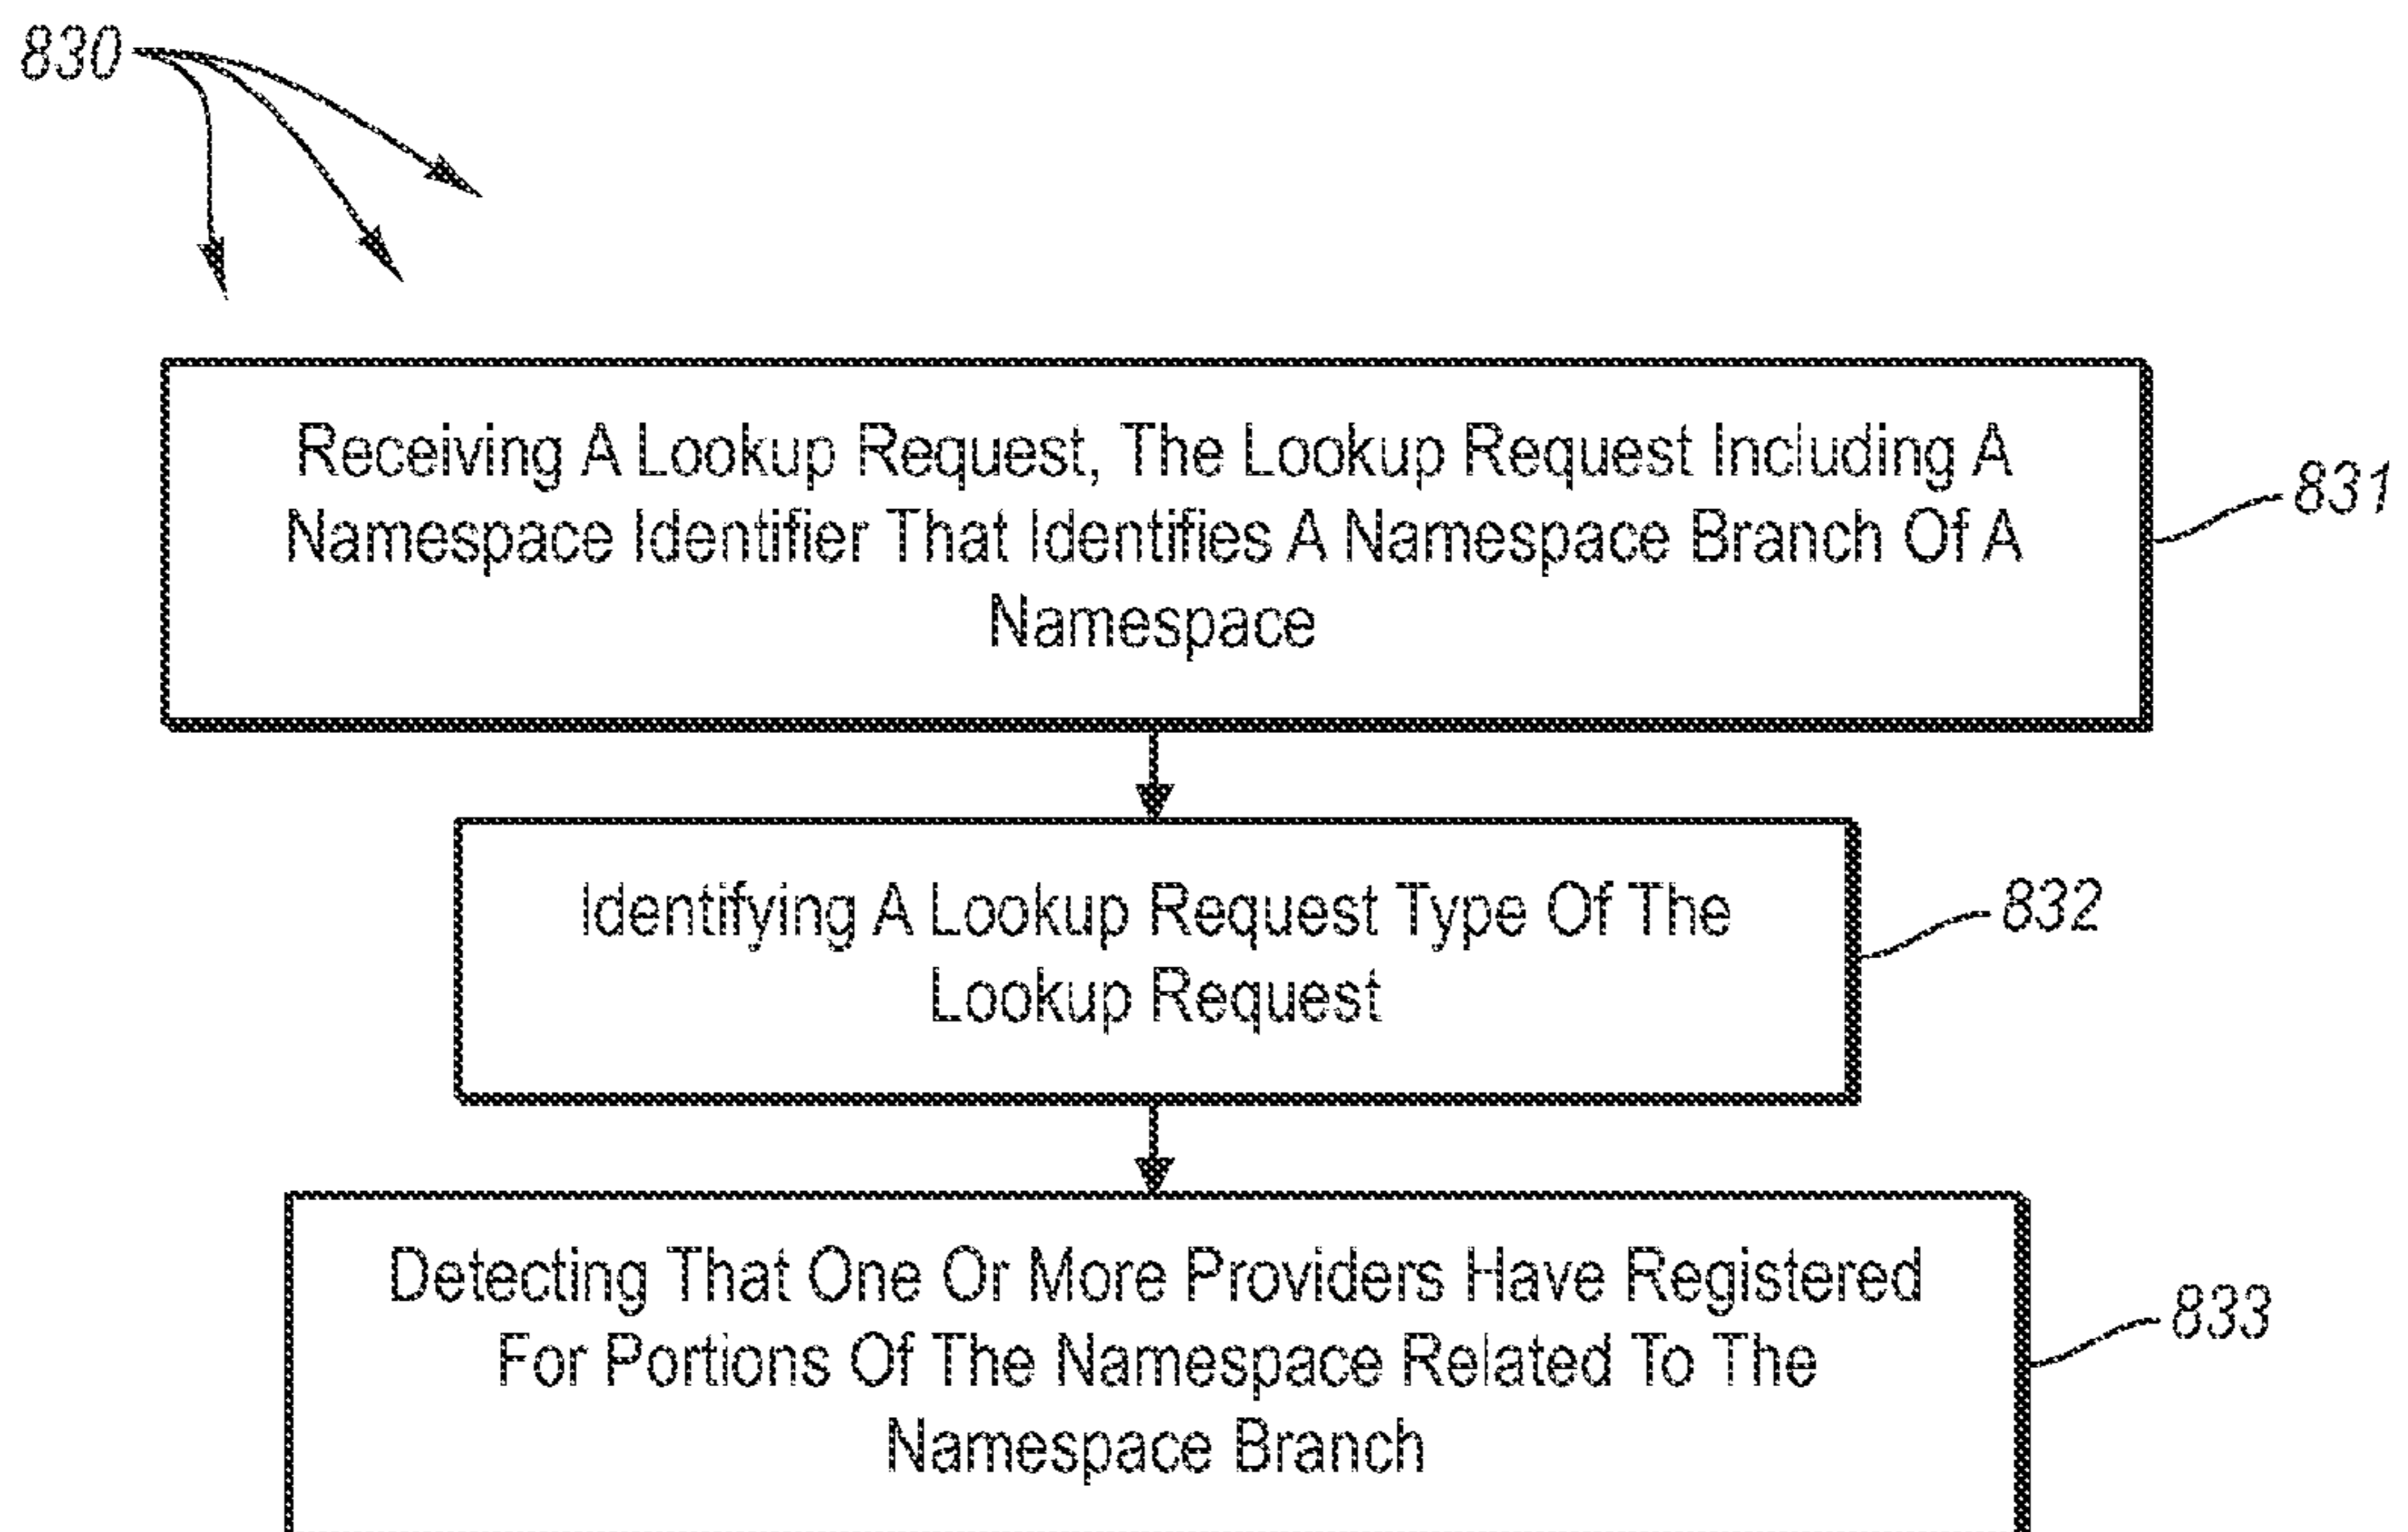 830
Receiving A Lookup Request, The Lookup Request Including A
Namespace Identifier That Identifies A Namespace Branch Of A
Namespace
831
Identifying A Lookup Request Type Of The
Lookup Request
832
Detecting That One Or More Providers Have Registered
For Portions Of The Namespace Related To The
Namespace Branch
833